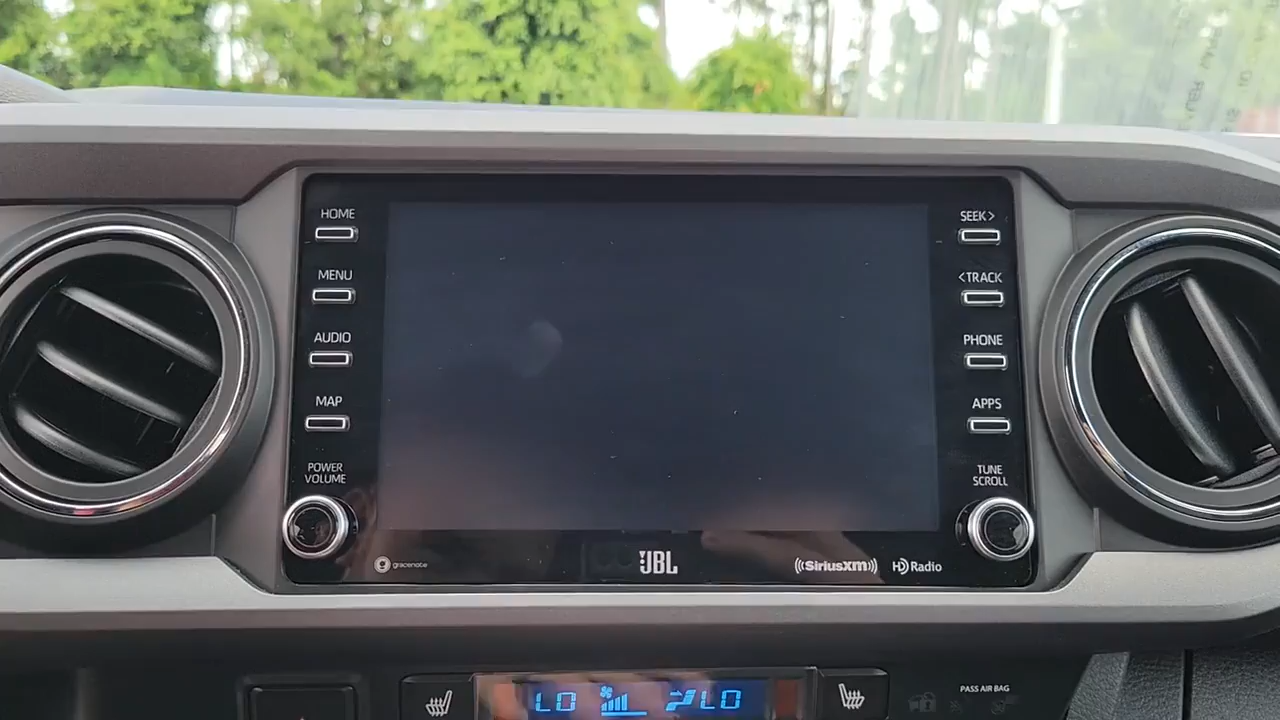 HOME
MENU
AUDIO
MAP
POWER
VOLUME
SEEK>
<TRACK
PHONE
APPS
TUNE
SCROLL
gracenote
JBL
((SiriusXM))
HD Radio
LO
LO
PASS AIR BAG